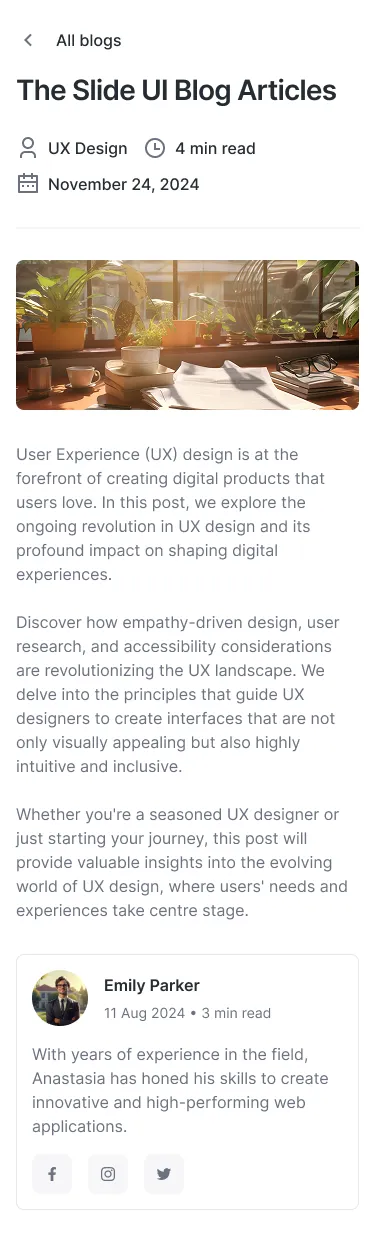 All blogs
The Slide UI Blog Articles
UX Design
4 min read
November 24, 2024
User Experience (UX) design is at the
forefront of creating digital products that
users love. In this post, we explore the
ongoing revolution in UX design and its
profound impact on shaping digital
experiences.
Discover how empathy-driven design, user
research, and accessibility considerations
are revolutionizing the UX landscape. We
delve into the principles that guide UX
designers to create interfaces that are not
only visually appealing but also highly
intuitive and inclusive.
Whether you're a seasoned UX designer or
just starting your journey, this post will
provide valuable insights into the evolving
world of UX design, where users' needs and
experiences take centre stage.
Emily Parker
11 Aug 2024 • 3 min read
With years of experience in the field,
Anastasia has honed his skills to create
innovative and high-performing web
applications.